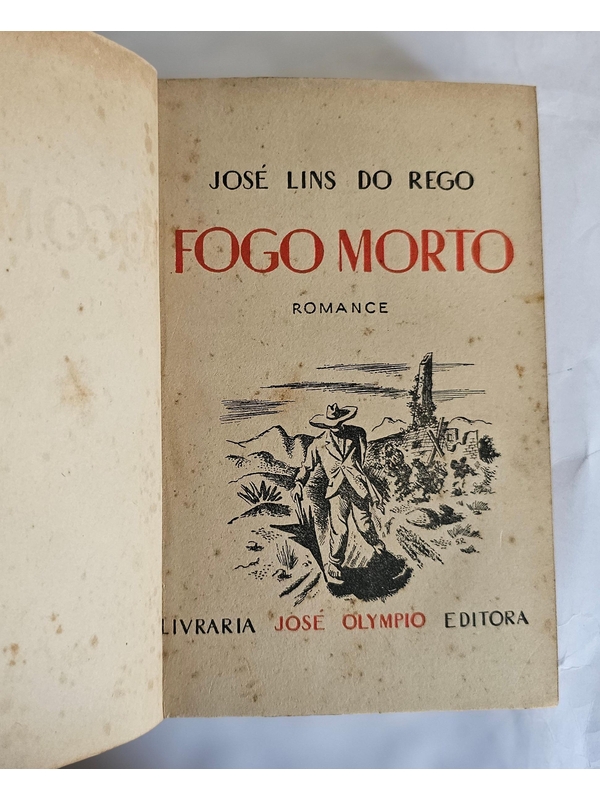 JOSÉ LINS DO REGO
FOGO MORTO
ROMANCE
LIVRARIA JOSÉ OLYMPIO EDITORA